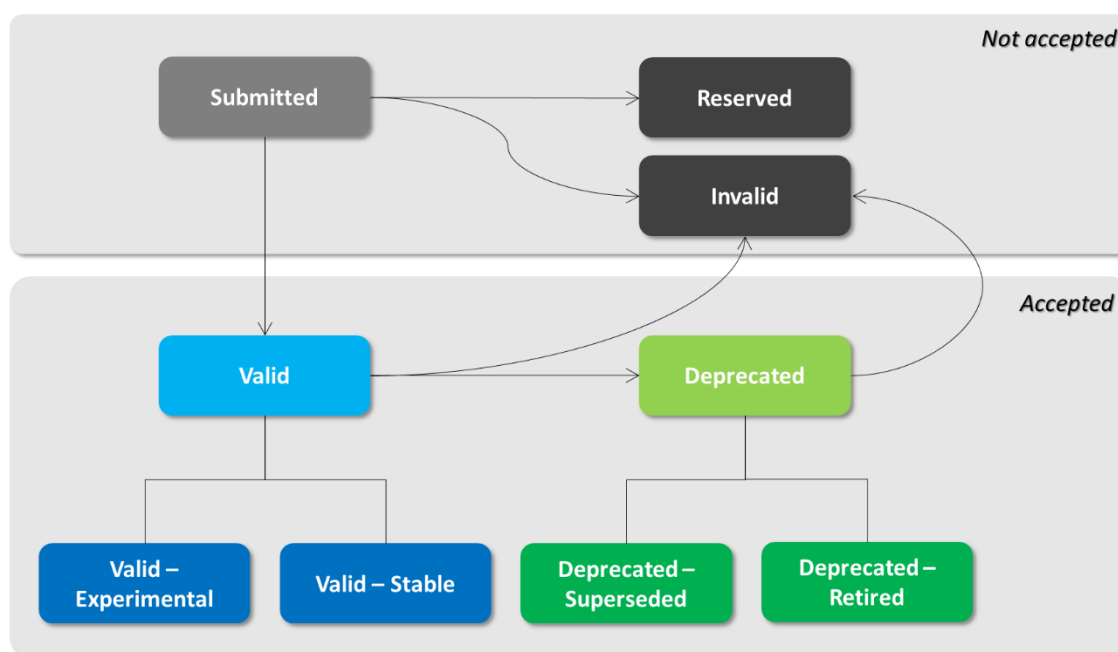 Not accepted
Submitted
Reserved
Invalid
Accepted
Valid
Deprecated
Valid –
Experimental
Valid – Stable
Deprecated –
Superseded
Deprecated –
Retired